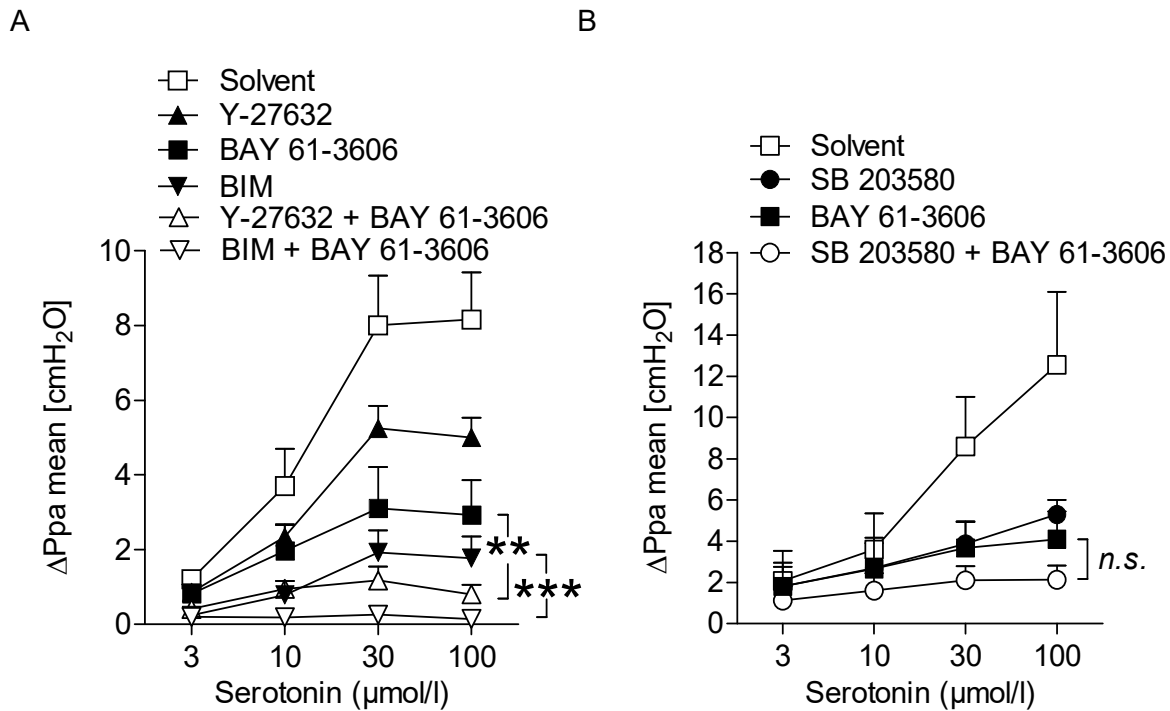 A
Solvent
Y-27632
BAY 61-3606
BIM
Y-27632 + BAY 61-3606
BIM + BAY 61-3606
10
8
6
4
2
0
ΔPpa mean [cmH₂O]
**
***
3 10 30 100
Serotonin (µmol/l)
B
Solvent
SB 203580
BAY 61-3606
SB 203580 + BAY 61-3606
18
16
14
12
10
8
6
4
2
0
ΔPpa mean [cmH₂O]
n.s.
3 10 30 100
Serotonin (µmol/l)